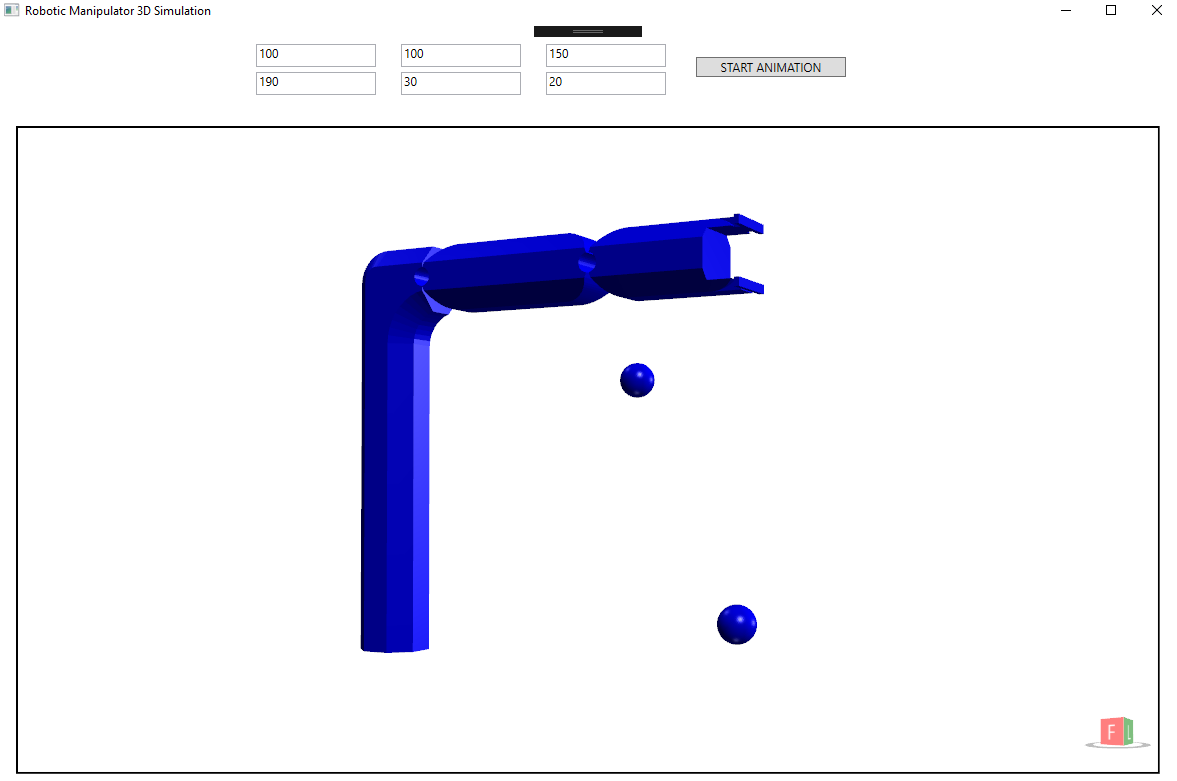 Robotic Manipulator 3D Simulation
100 100 150 START ANIMATION
190 30 20
F L